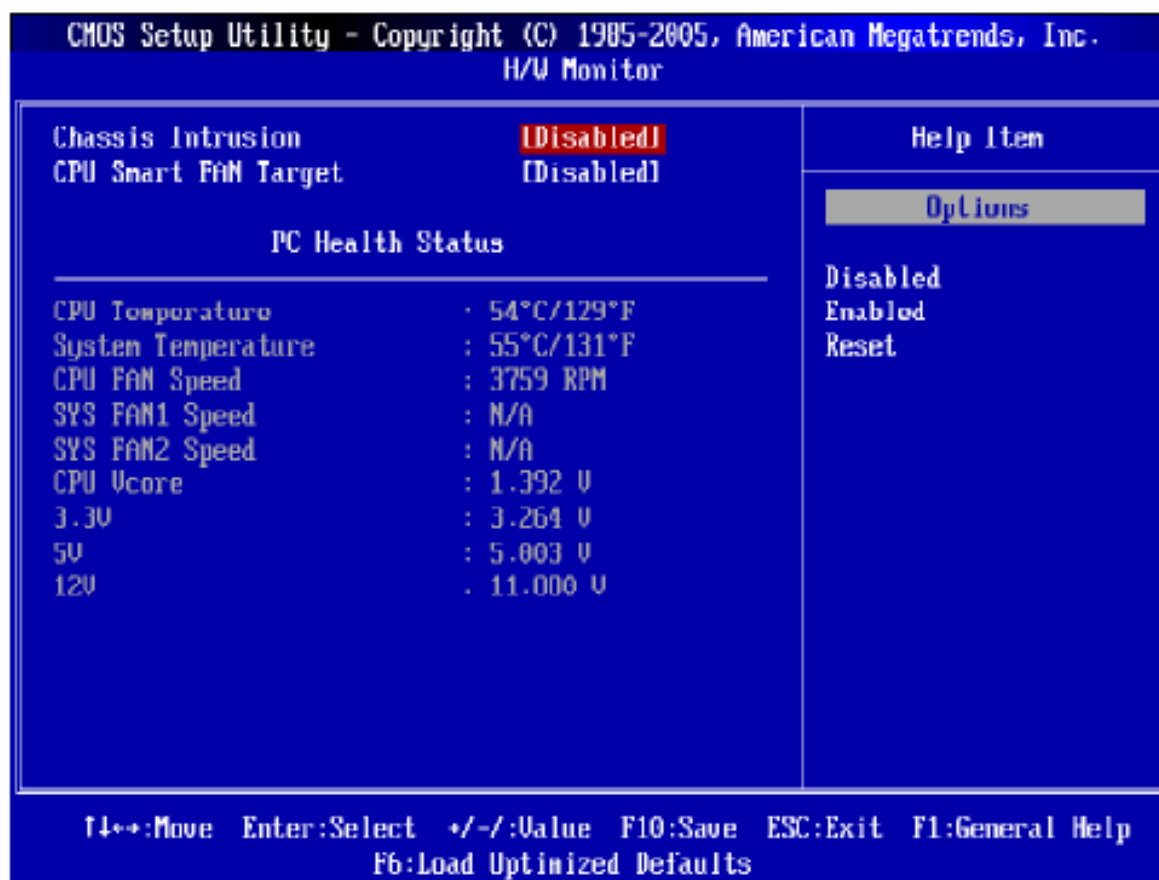 CMOS Setup Utility - Copyright (C) 1985-2005, American Megatrends, Inc.
H/W Monitor
Chassis Intrusion [Disabled]
CPU Smart FAN Target [Disabled]
PC Health Status
CPU Temperature : 54°C/129°F
System Temperature : 55°C/131°F
CPU FAN Speed : 3759 RPM
SYS FAN1 Speed : N/A
SYS FAN2 Speed : N/A
CPU Vcore : 1.392 V
3.3V : 3.264 V
5V : 5.003 V
12V : 11.000 V
Help Item
Options
Disabled
Enabled
Reset
↑↓←→:Move Enter:Select +/-/:Value F10:Save ESC:Exit F1:General Help
F6:Load Optimized Defaults